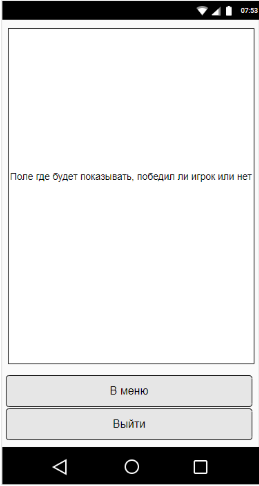 07:53
Поле где будет показывать, победил ли игрок или нет
В меню
Выйти